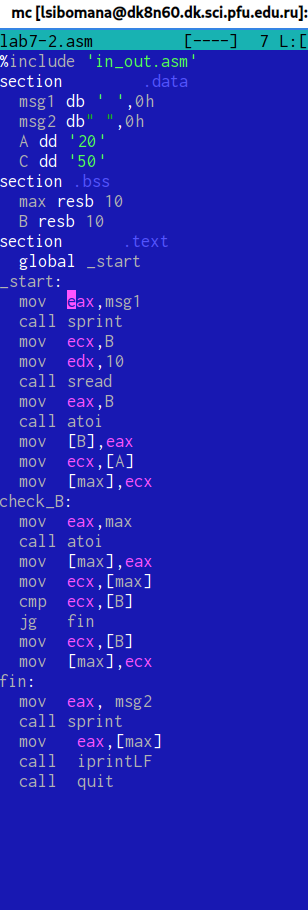 mc [lsibomana@dk8n60.dk.sci.pfu.edu.ru]:
lab7-2.asm [----] 7 L:[
%include 'in_out.asm'
section .data
msg1 db ' ',0h
msg2 db" ",0h
A dd '20'
C dd '50'
section .bss
max resb 10
B resb 10
section .text
global _start
_start:
mov eax,msg1
call sprint
mov ecx,B
mov edx,10
call sread
mov eax,B
call atoi
mov [B],eax
mov ecx,[A]
mov [max],ecx
check_B:
mov eax,max
call atoi
mov [max],eax
mov ecx,[max]
cmp ecx,[B]
jg fin
mov ecx,[B]
mov [max],ecx
fin:
mov eax, msg2
call sprint
mov eax,[max]
call iprintLF
call quit